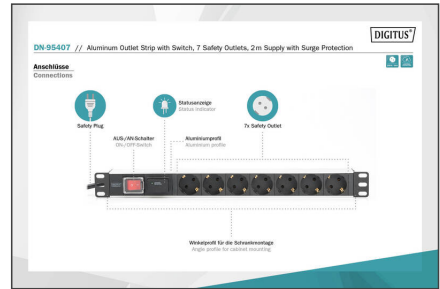 DIGITUS®
DN-95407 // Aluminum Outlet Strip with Switch, 7 Safety Outlets, 2m Supply with Surge Protection
Anschlüsse
Connections
Statusanzeige
Status indicator
Safety Plug
7x Safety Outlet
AUS-/AN-Schalter
ON-/OFF-Switch
Aluminiumprofil
Aluminium profile
Winkelprofil für die Schrankmontage
Angle profile for cabinet mounting